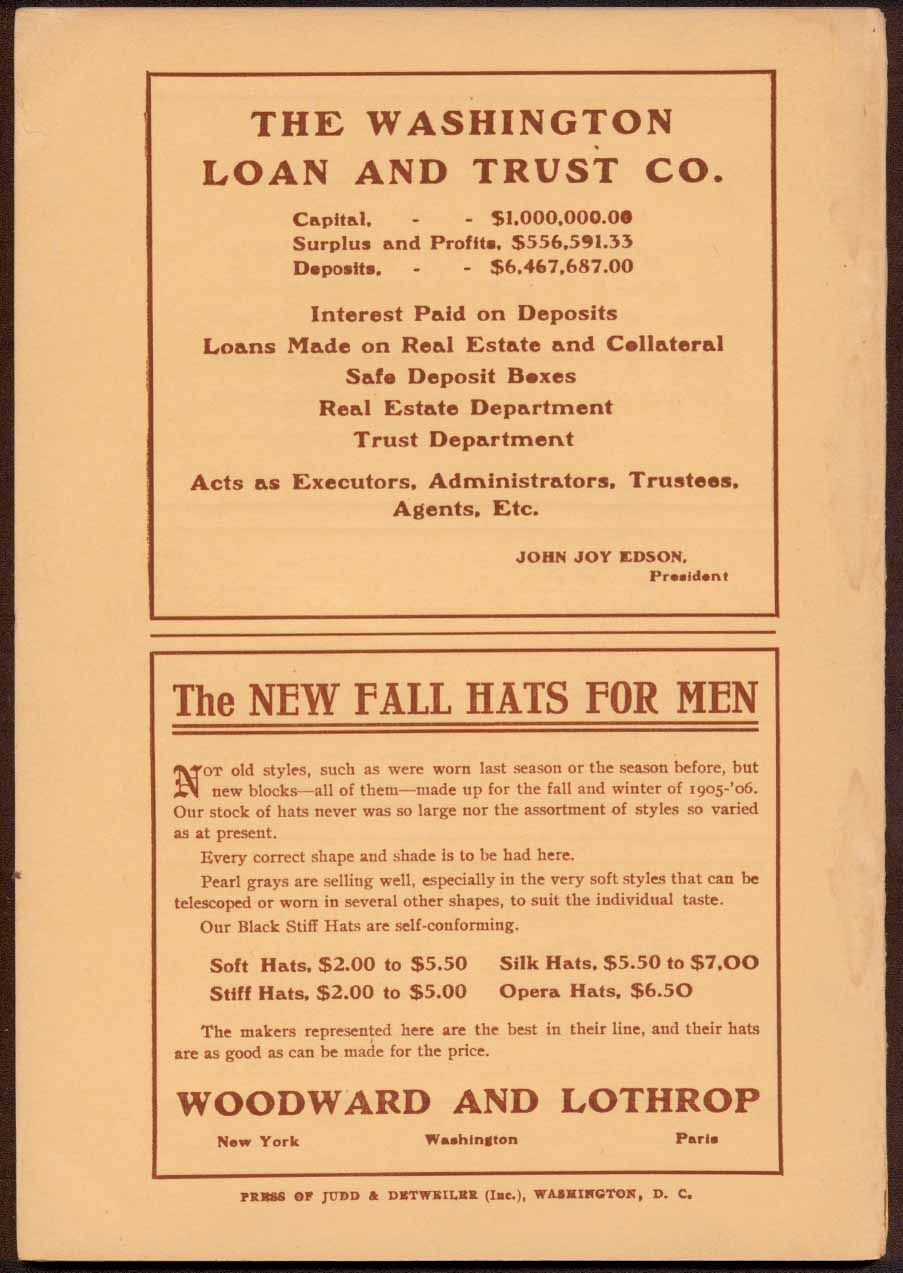 THE WASHINGTON
LOAN AND TRUST CO.
Capital, - - $1,000,000.00
Surplus and Profits, $556,591.33
Deposits, - - $6,467,687.00
Interest Paid on Deposits
Loans Made on Real Estate and Collateral
Safe Deposit Boxes
Real Estate Department
Trust Department
Acts as Executors, Administrators, Trustees,
Agents, Etc.
JOHN JOY EDSON,
President
The NEW FALL HATS FOR MEN
NOT old styles, such as were worn last season or the season before, but
new blocks—all of them—made up for the fall and winter of 1905-'06.
Our stock of hats never was so large nor the assortment of styles so varied
as at present.
Every correct shape and shade is to be had here.
Pearl grays are selling well, especially in the very soft styles that can be
telescoped or worn in several other shapes, to suit the individual taste.
Our Black Stiff Hats are self-conforming.
Soft Hats, $2.00 to $5.50 Silk Hats, $5.50 to $7,00
Stiff Hats, $2.00 to $5.00 Opera Hats, $6.50
The makers represented here are the best in their line, and their hats
are as good as can be made for the price.
WOODWARD AND LOTHROP
New York Washington Paris
PRESS OF JUDD & DETWEILER (Inc.), WASHINGTON, D. C.